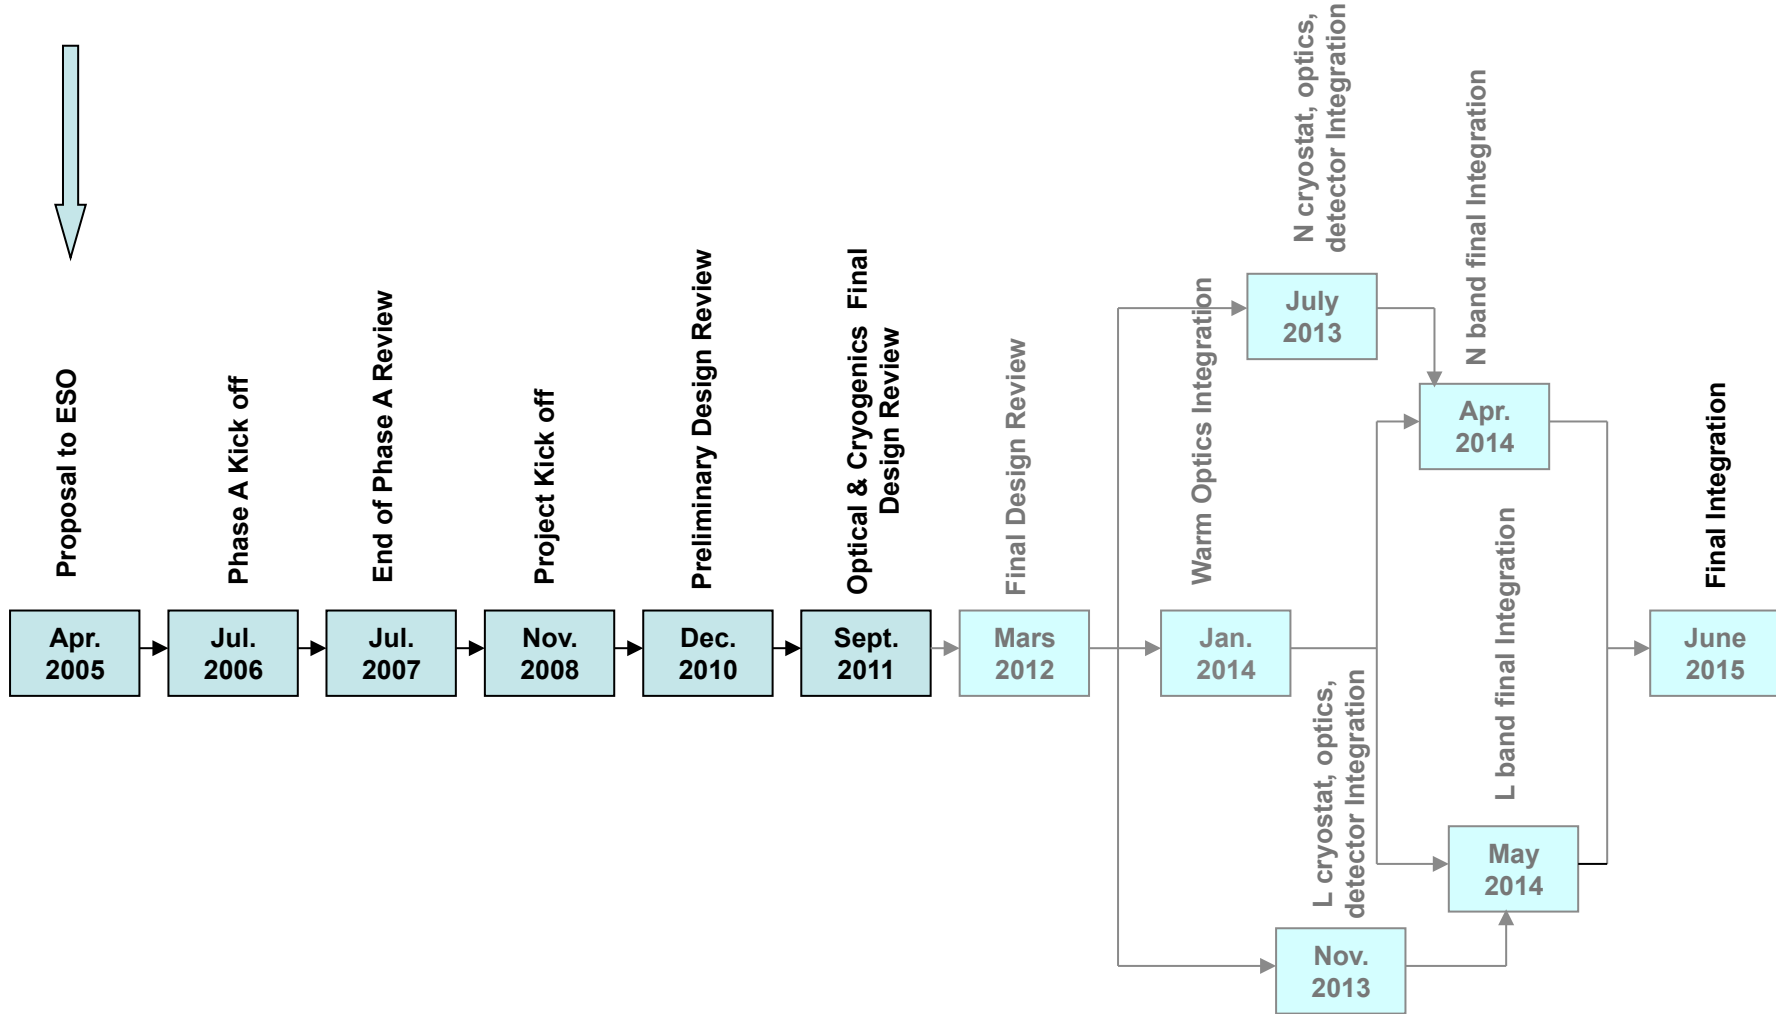 Proposal to ESO
Apr.
2005
Phase A Kick off
Jul.
2006
End of Phase A Review
Jul.
2007
Project Kick off
Nov.
2008
Preliminary Design Review
Dec.
2010
Optical & Cryogenics  Final
Design Review
Sept.
2011
Final Design Review
Mars
2012
N cryostat, optics,
detector Integration
July
2013
Warm Optics Integration
Jan.
2014
L cryostat, optics,
detector Integration
Nov.
2013
N band final Integration
Apr.
2014
L band final Integration
May
2014
Final Integration
June
2015